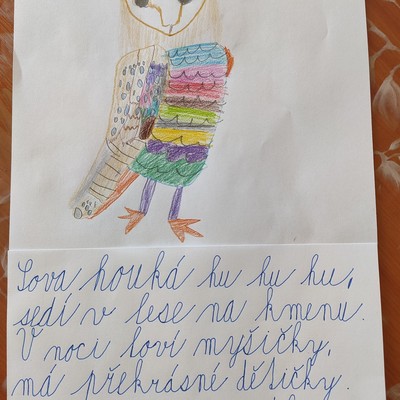 Sova houká hu hu hu,
sedí v lese na kmenu.
V noci loví myšičky,
má překrásné dětičky.